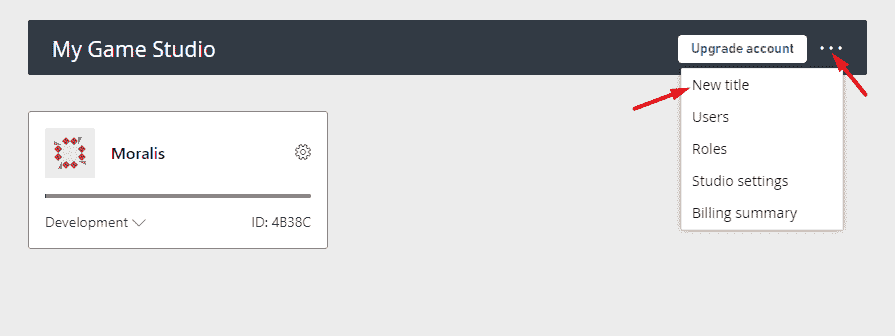 My Game Studio
Upgrade account
New title
Users
Roles
Studio settings
Billing summary
Moralis
Development
ID: 4B38C